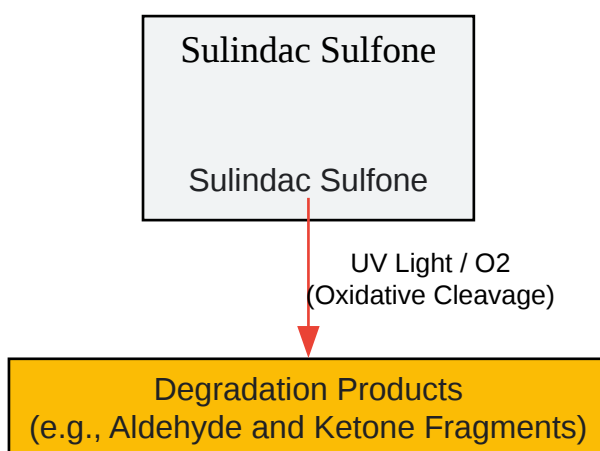 Sulindac Sulfone
Sulindac Sulfone
UV Light / O2
(Oxidative Cleavage)
Degradation Products
(e.g., Aldehyde and Ketone Fragments)